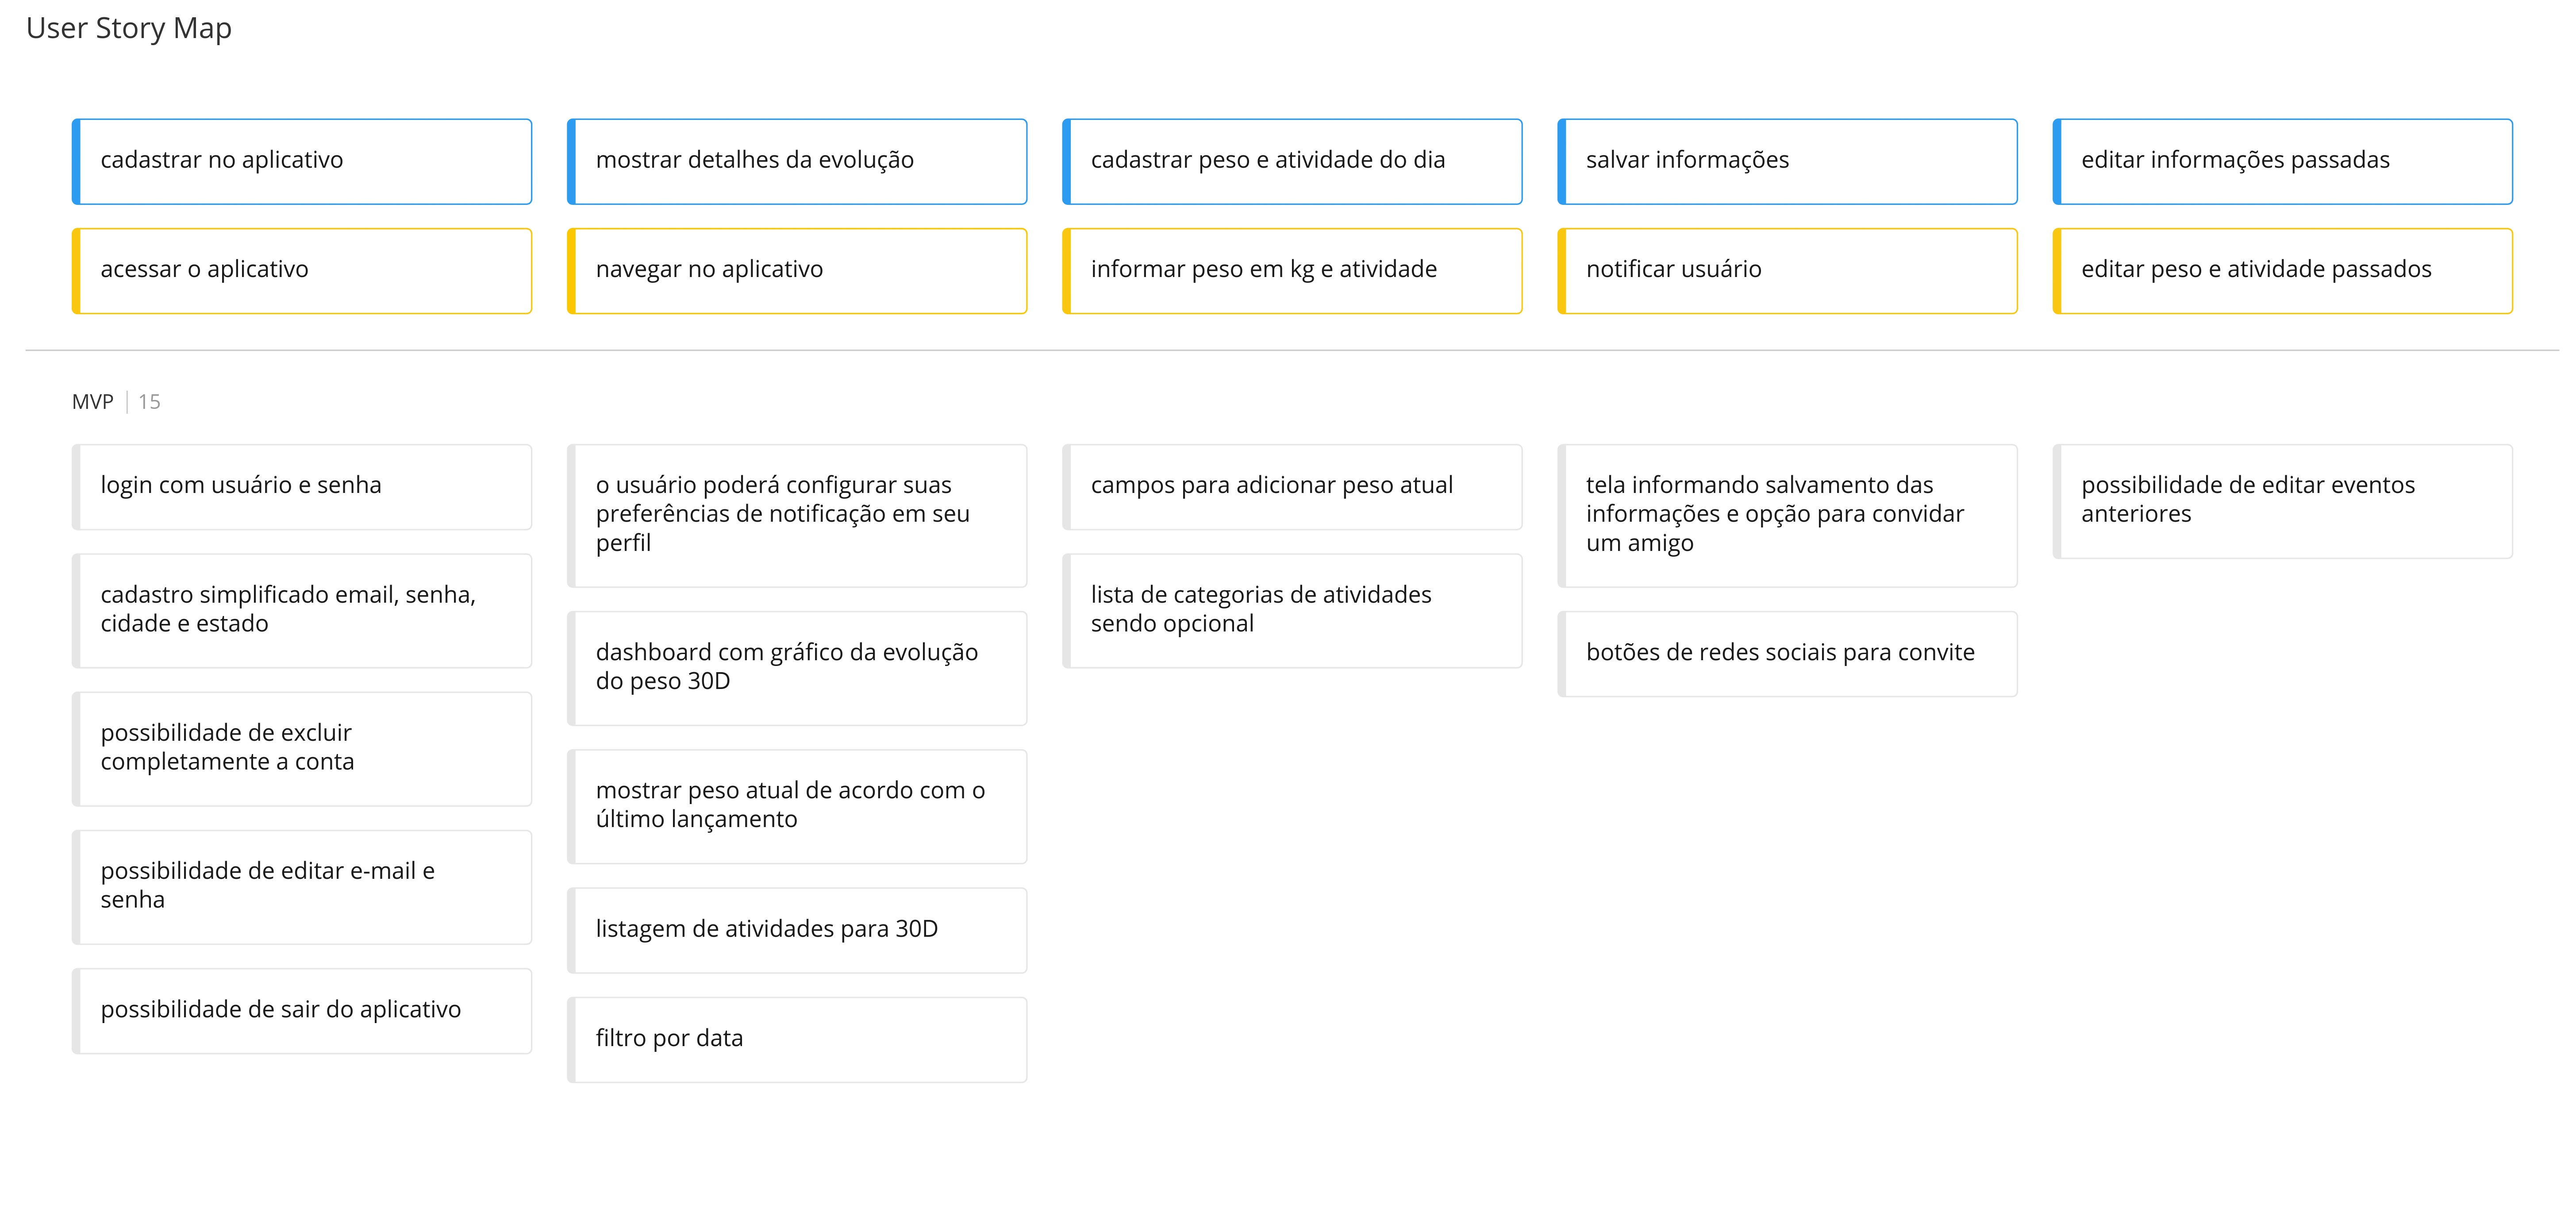 User Story Map
cadastrar no aplicativo
mostrar detalhes da evolução
cadastrar peso e atividade do dia
salvar informações
editar informações passadas
acessar o aplicativo
navegar no aplicativo
informar peso em kg e atividade
notificar usuário
editar peso e atividade passados
MVP | 15
login com usuário e senha
cadastro simplificado email, senha,
cidade e estado
possibilidade de excluir
completamente a conta
possibilidade de editar e-mail e
senha
possibilidade de sair do aplicativo
o usuário poderá configurar suas
preferências de notificação em seu
perfil
dashboard com gráfico da evolução
do peso 30D
mostrar peso atual de acordo com o
último lançamento
listagem de atividades para 30D
filtro por data
campos para adicionar peso atual
lista de categorias de atividades
sendo opcional
tela informando salvamento das
informações e opção para convidar
um amigo
botões de redes sociais para convite
possibilidade de editar eventos
anteriores